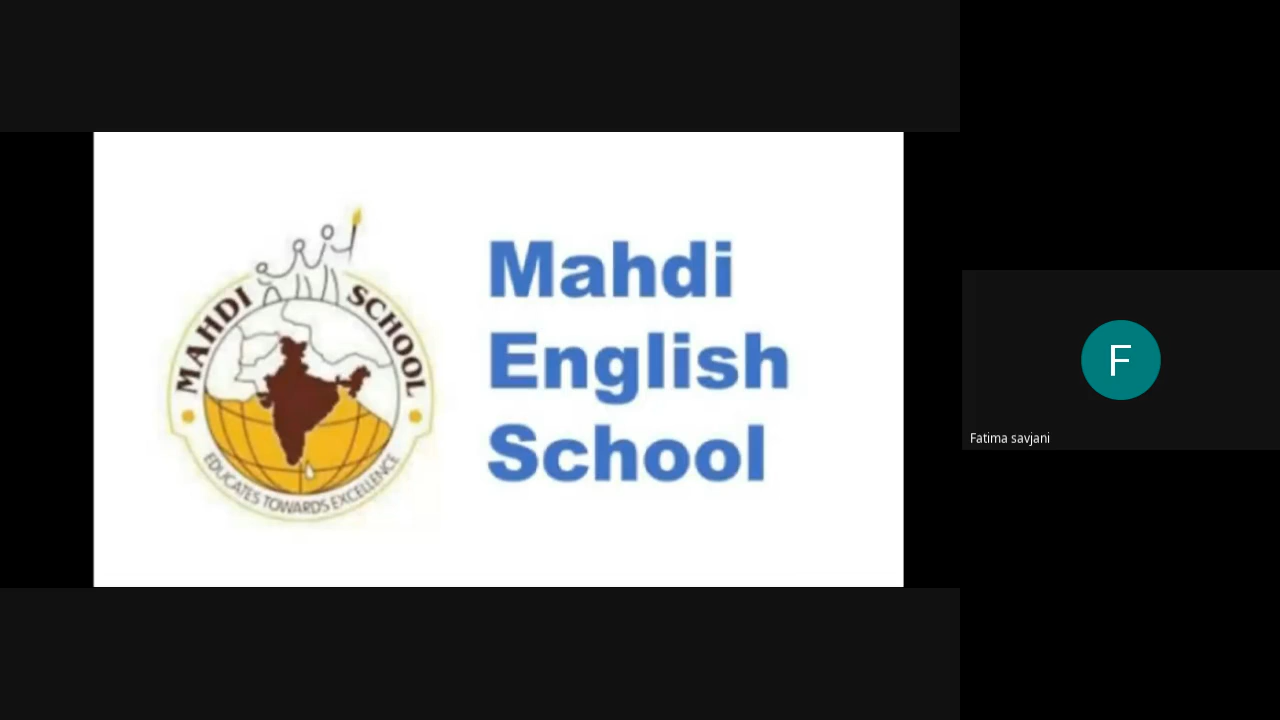 MAHDI SCHOOL
EDUCATES TOWARDS EXCELLENCE
Mahdi
English
School
F
Fatima savjani